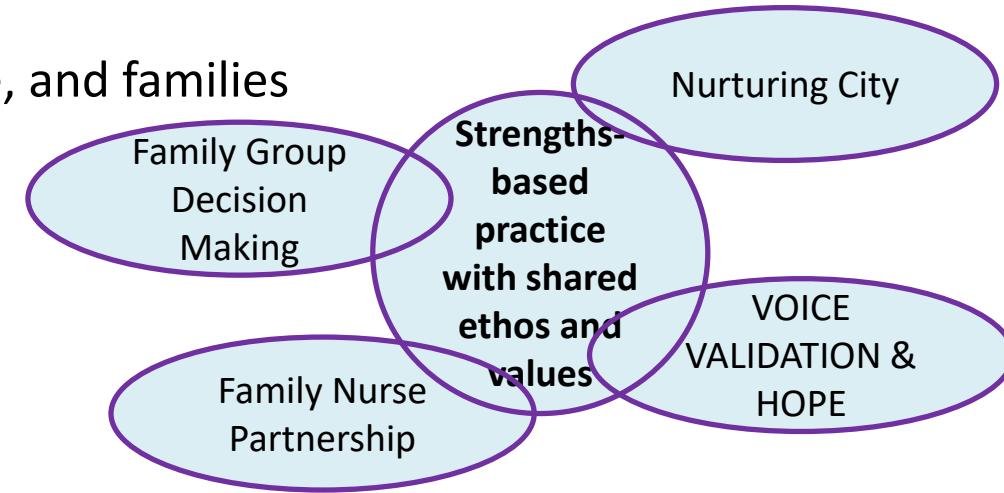 , and families
Nurturing City
Family Group
Decision
Making
Strengths-
based
practice
with shared
ethos and
values
VOICE
VALIDATION &
HOPE
Family Nurse
Partnership